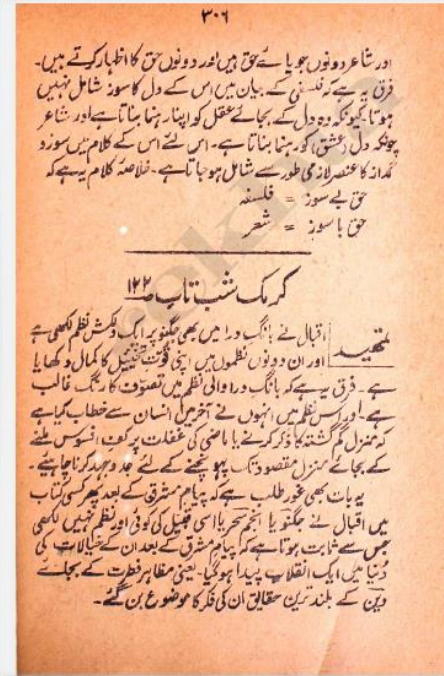 ۳۰۶
اور شاعر دونوں جویائے حق ہیں اور دونوں حق کا اظہار کرتے ہیں۔
فرق یہ ہے کہ فلسفی کے بیان میں اس کے دل کا سوز شامل نہیں
ہوتا۔ کیونکہ وہ دل کے بجائے عقل کو اپنا رہنما بناتا ہے اور شاعر
چونکہ دل (عشق) کو رہنما بناتا ہے۔ اس لئے اس کے کلام میں سوز و
گداز کا عنصر لازمی طور سے شامل ہو جاتا ہے۔ خلاصہ کلام یہ ہے کہ
حق بے سوز = فلسفہ
حق با سوز = شعر
کرمک شب تاب صـ۱۲۲
تمہید اقبال نے بانگ درا میں بھی جگنو پر ایک دلکش نظم لکھی ہے
اور ان دونوں نظموں میں اپنی قوت تخییل کا کمال دکھایا
ہے۔ فرق یہ ہے کہ بانگ درا والی نظم میں تصوف کا رنگ غالب
ہے۔ اور اس نظم میں انہوں نے آخر میں انسان سے خطاب کیا ہے
کہ منزل گم گشتہ کا ذکر کرنے یا ماضی کی غفلت پر کف افسوس ملنے
کے بجائے منزل مقصود تک پہونچنے کے لئے جدوجہد کرنا چاہیے۔
یہ بات بھی غور طلب ہے کہ پیام مشرق کے بعد پھر کسی کتاب
میں اقبال نے جگنو یا انجم سحر یا اسی قبیل کی کوئی اور نظم نہیں لکھی
جس سے ثابت ہوتا ہے کہ پیام مشرق کے بعد ان کے خیالات کی
دنیا میں ایک انقلاب پیدا ہو گیا۔ یعنی مظاہر فطرت کے بجائے
دین کے بلند ترین حقایق ان کی فکر کا موضوع بن گئے۔